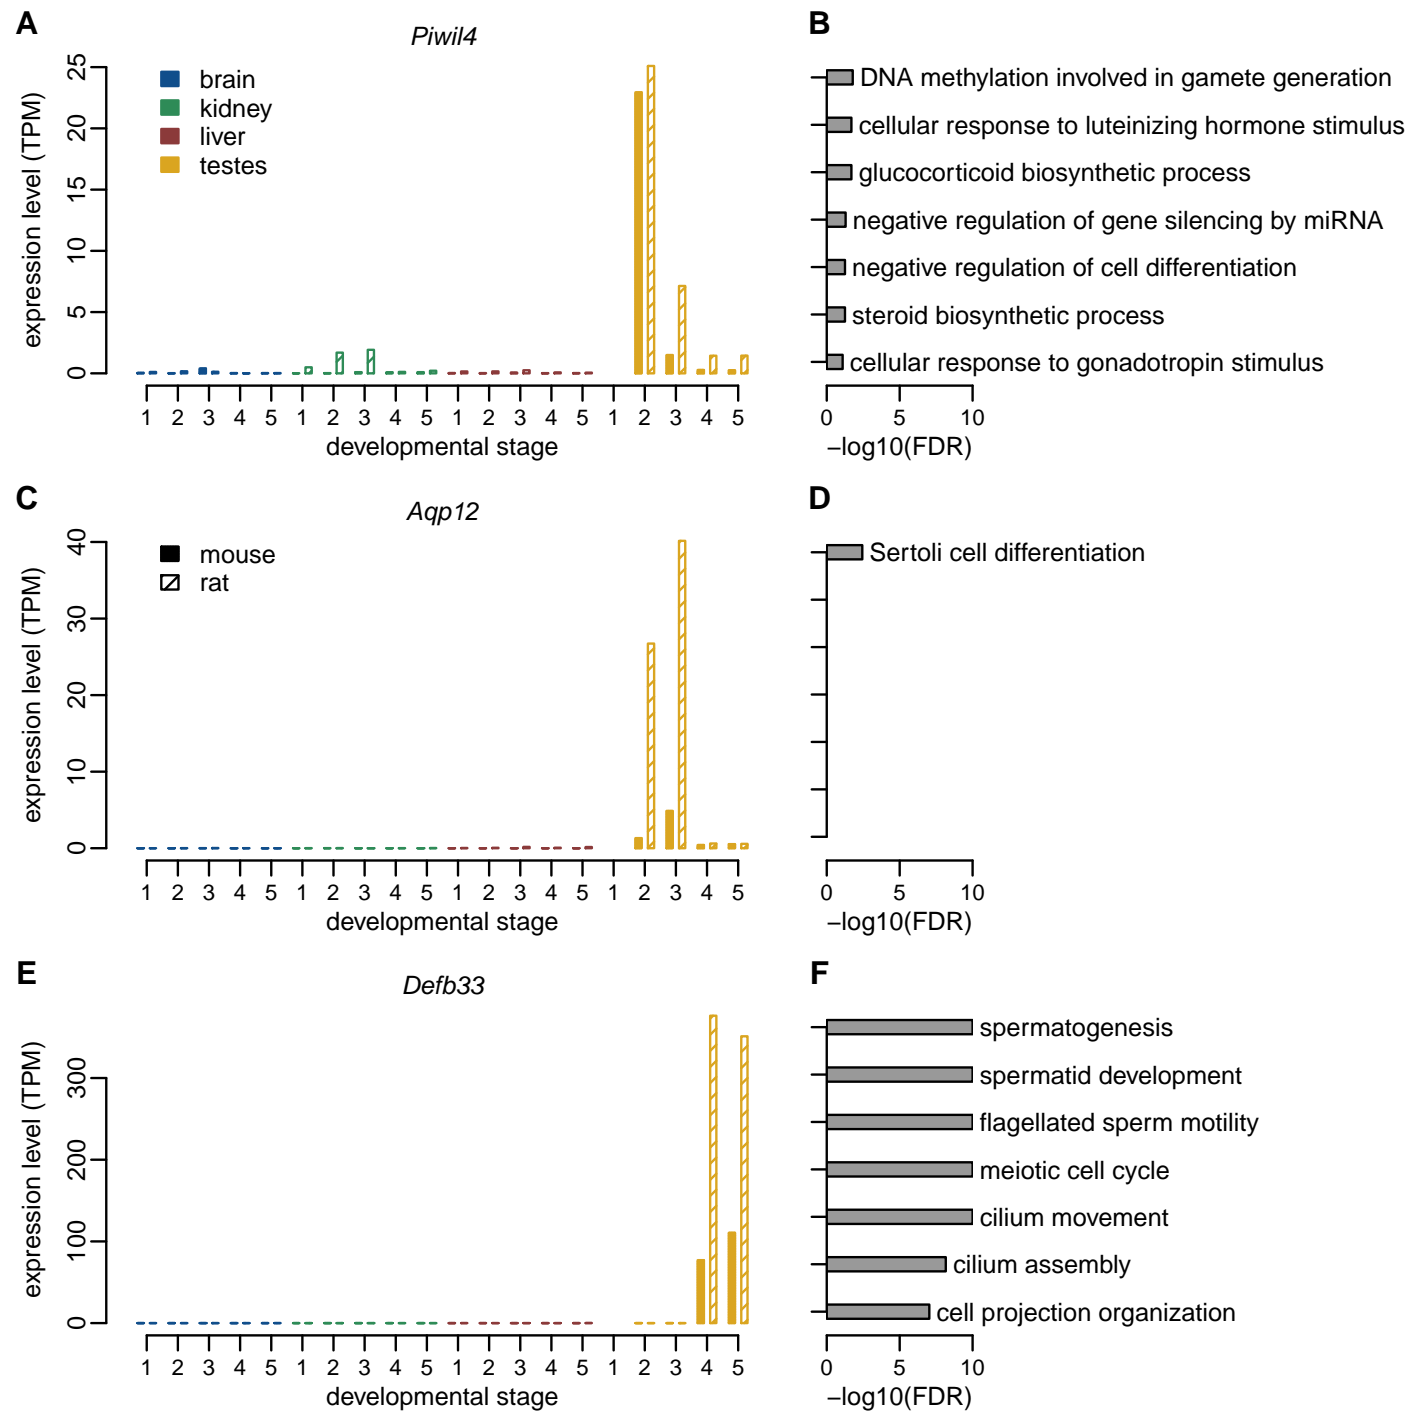 A
Piwil4
expression level (TPM)
0 5 10 15 20 25
brain
kidney
liver
testes
1 2 3 4 5 1 2 3 4 5 1 2 3 4 5 1 2 3 4 5
developmental stage
B
DNA methylation involved in gamete generation
cellular response to luteinizing hormone stimulus
glucocorticoid biosynthetic process
negative regulation of gene silencing by miRNA
negative regulation of cell differentiation
steroid biosynthetic process
cellular response to gonadotropin stimulus
0 5 10
−log10(FDR)
C
Aqp12
expression level (TPM)
0 10 20 30 40
mouse
rat
1 2 3 4 5 1 2 3 4 5 1 2 3 4 5 1 2 3 4 5
developmental stage
D
Sertoli cell differentiation
0 5 10
−log10(FDR)
E
Defb33
expression level (TPM)
0 100 200 300
1 2 3 4 5 1 2 3 4 5 1 2 3 4 5 1 2 3 4 5
developmental stage
F
spermatogenesis
spermatid development
flagellated sperm motility
meiotic cell cycle
cilium movement
cilium assembly
cell projection organization
0 5 10
−log10(FDR)